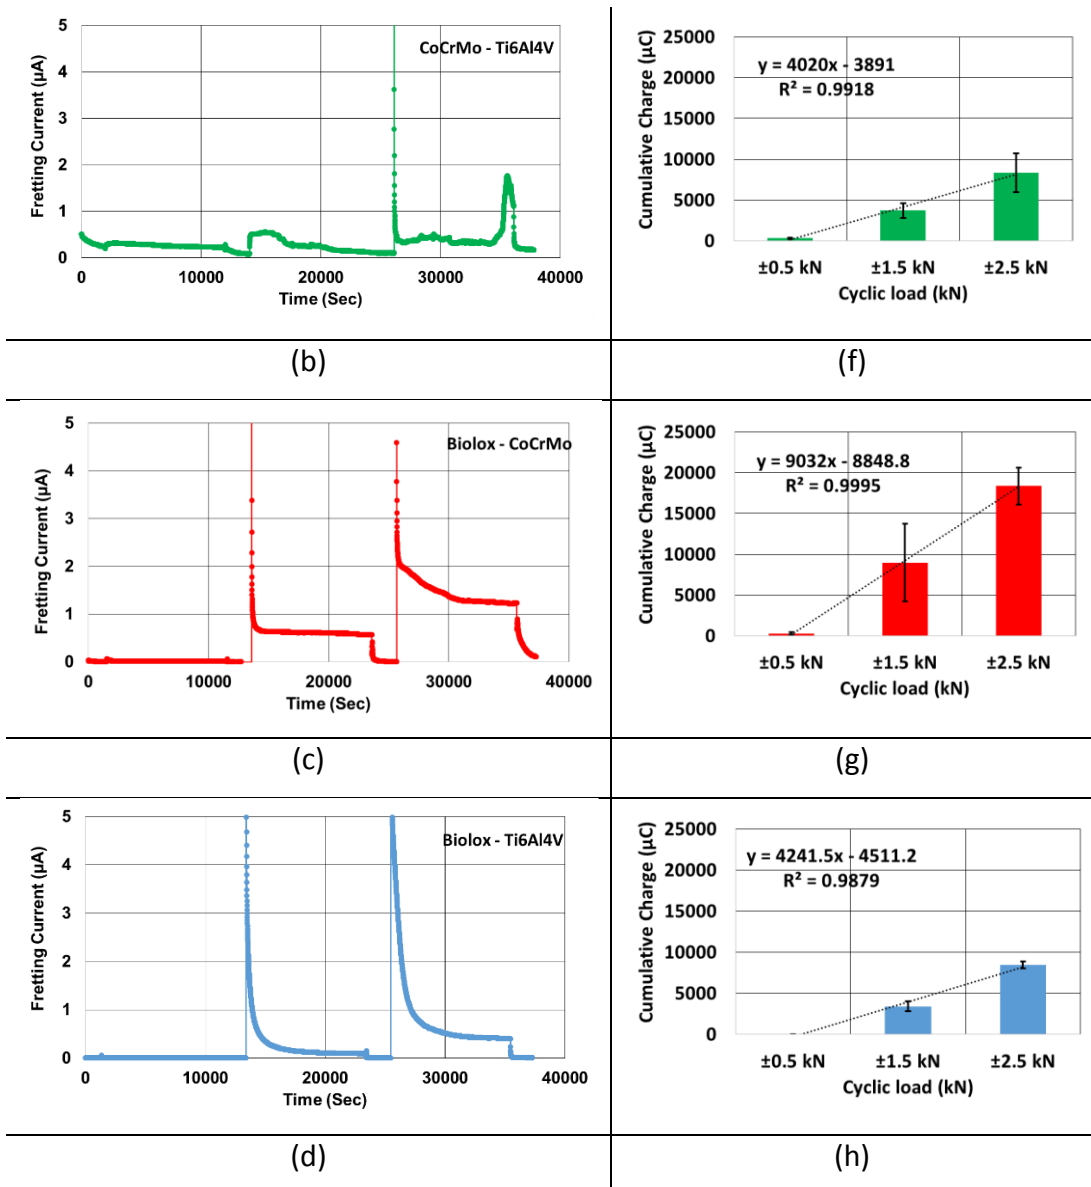 5
4
3
2
1
0
Fretting Current (µA)
CoCrMo - Ti6Al4V
0 10000 20000 30000 40000
Time (Sec)
(b)
25000
20000
15000
10000
5000
0
Cumulative Charge (µC)
y = 4020x - 3891
R² = 0.9918
±0.5 kN ±1.5 kN ±2.5 kN
Cyclic load (kN)
(f)
5
4
3
2
1
0
Fretting Current (µA)
Biolox - CoCrMo
0 10000 20000 30000 40000
Time (Sec)
(c)
25000
20000
15000
10000
5000
0
Cumulative Charge (µC)
y = 9032x - 8848.8
R² = 0.9995
±0.5 kN ±1.5 kN ±2.5 kN
Cyclic load (kN)
(g)
5
4
3
2
1
0
Fretting Current (µA)
Biolox - Ti6Al4V
0 10000 20000 30000 40000
Time (Sec)
(d)
25000
20000
15000
10000
5000
0
Cumulative Charge (µC)
y = 4241.5x - 4511.2
R² = 0.9879
±0.5 kN ±1.5 kN ±2.5 kN
Cyclic load (kN)
(h)